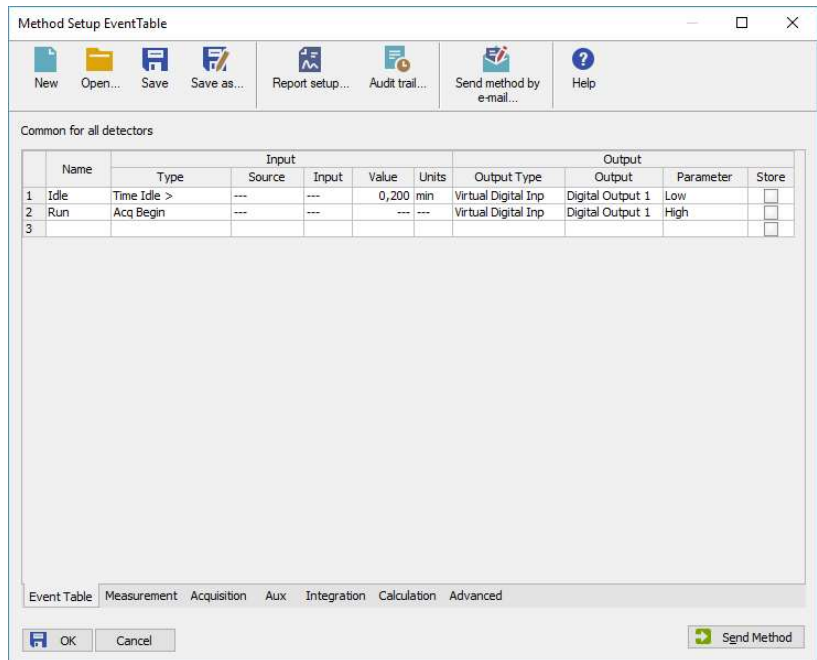 Method Setup EventTable
New Open... Save Save as... Report setup... Audit trail... Send method by e-mail... Help
Common for all detectors
Name Input Output
Type Source Input Value Units Output Type Output Parameter Store
1 Idle Time Idle > --- --- 0,200 min Virtual Digital Inp Digital Output 1 Low
2 Run Acq Begin --- --- --- --- Virtual Digital Inp Digital Output 1 High
3
Event Table Measurement Acquisition Aux Integration Calculation Advanced
OK Cancel Send Method